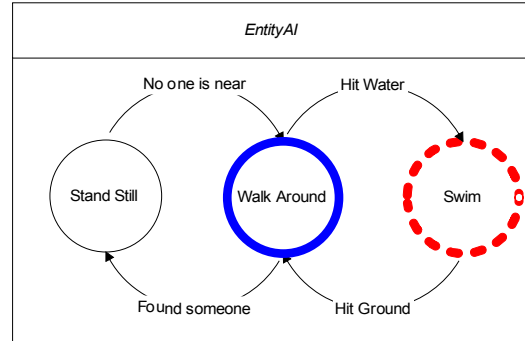 EntityAI
No one is near
Hit Water
Stand Still
Walk Around
Swim
Found someone
Hit Ground